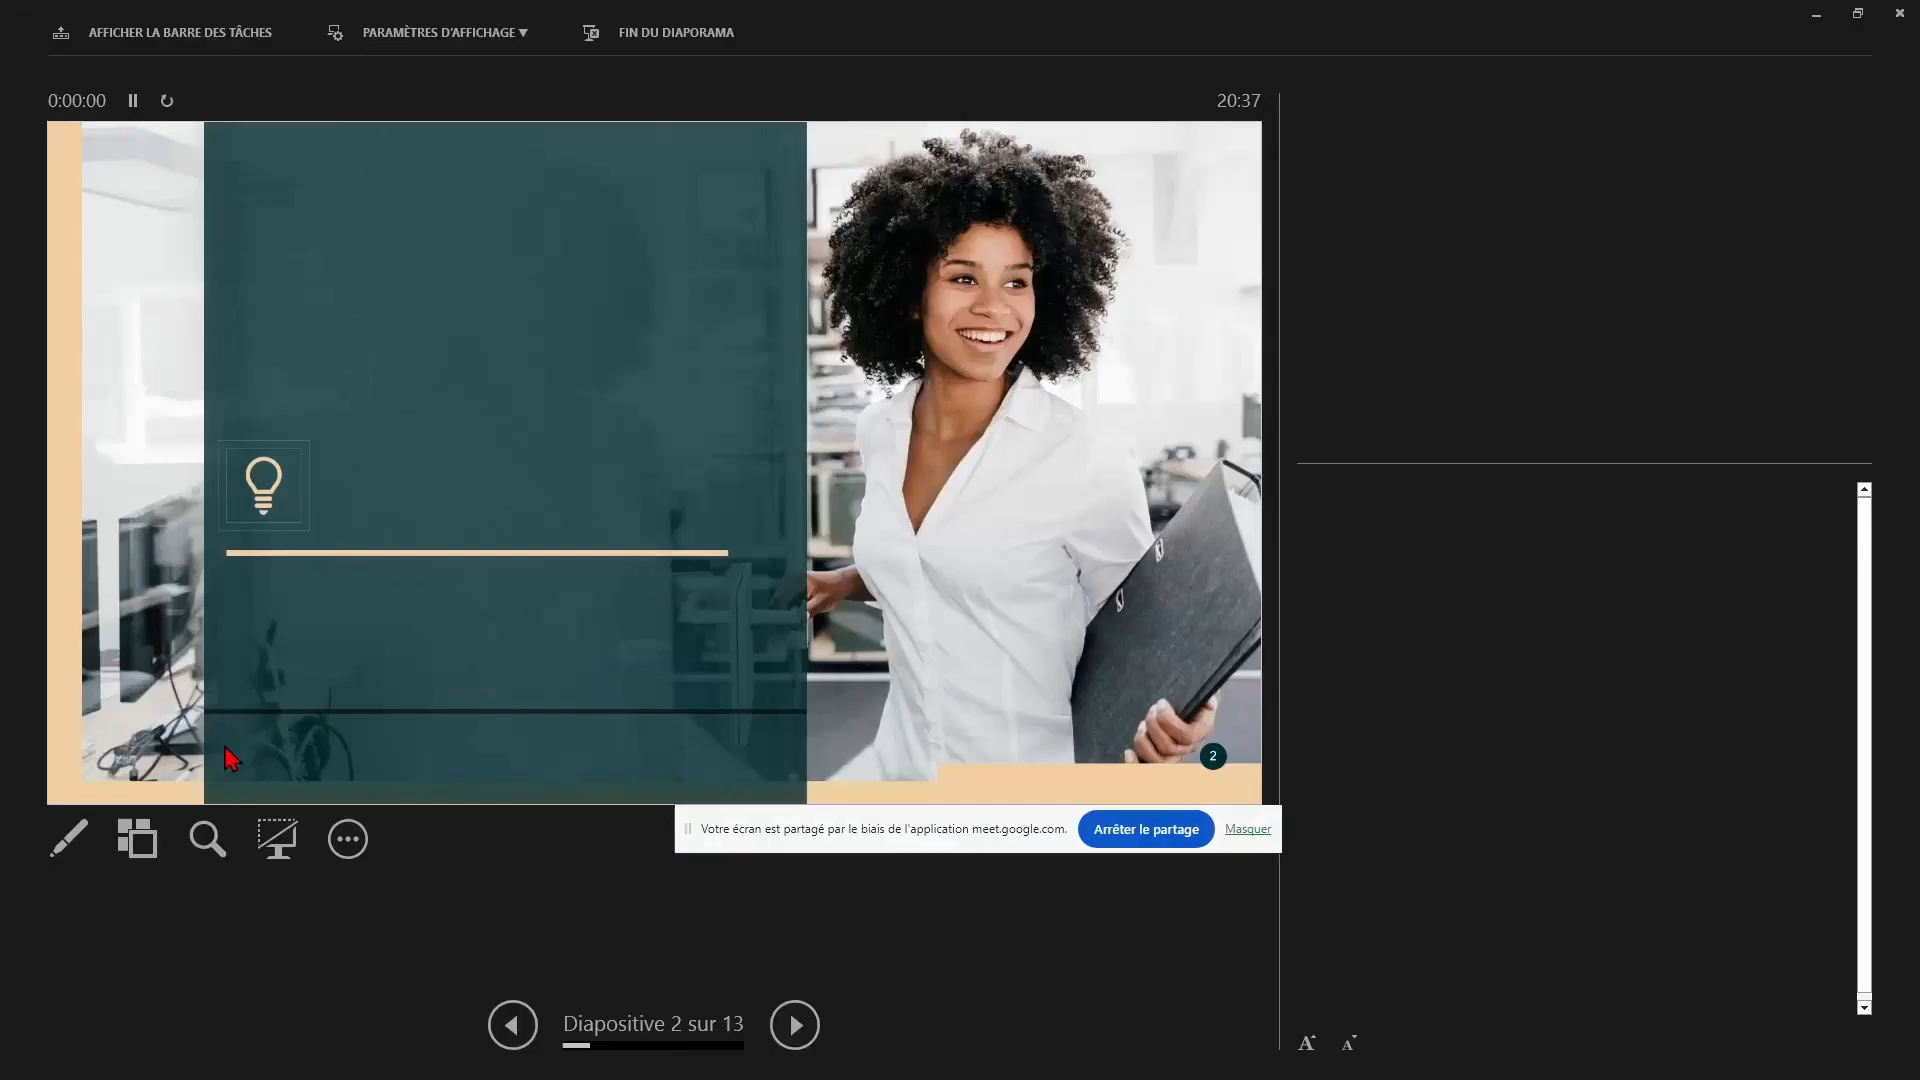 AFFICHER LA BARRE DES TÂCHES
PARAMÈTRES D'AFFICHAGE ▼
FIN DU DIAPORAMA
0:00:00
20:37
2
Votre écran est partagé par le biais de l'application meet.google.com.
Arrêter le partage
Masquer
Diapositive 2 sur 13
A
A